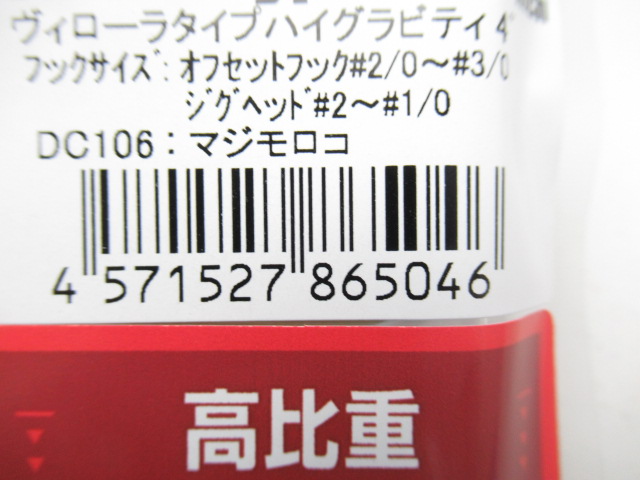 ヴィローラタイプハイグラビティ4"
フックサイズ:オフセットフック#2/0～#3/0
ジグヘッド#2～#1/0
DC106：マジモロコ
4 571527 865046
高比重